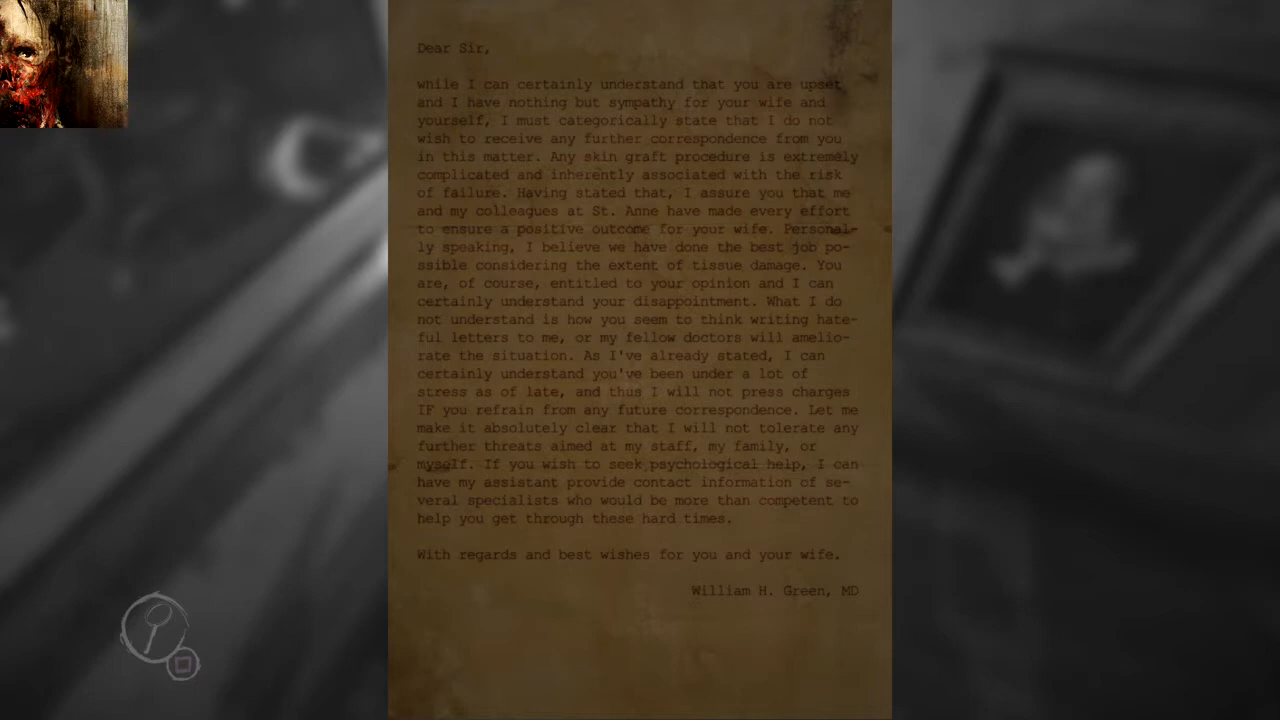 Dear Sir,
while I can certainly understand that you are upset
and I have nothing but sympathy for your wife and
yourself, I must categorically state that I do not
wish to receive any further correspondence from you
in this matter. Any skin graft procedure is extremely
complicated and inherently associated with the risk
of failure. Having stated that, I assure you that me
and my colleagues at St. Anne have made every effort
to ensure a positive outcome for your wife. Personal-
ly speaking, I believe we have done the best job po-
ssible considering the extent of tissue damage. You
are, of course, entitled to your opinion and I can
certainly understand your disappointment. What I do
not understand is how you seem to think writing hate-
ful letters to me, or my fellow doctors will amelio-
rate the situation. As I've already stated, I can
certainly understand you've been under a lot of
stress as of late, and thus I will not press charges
IF you refrain from any future correspondence. Let me
make it absolutely clear that I will not tolerate any
further threats aimed at my staff, my family, or
myself. If you wish to seek psychological help, I can
have my assistant provide contact information of se-
veral specialists who would be more than competent to
help you get through these hard times.
With regards and best wishes for you and your wife.
William H. Green, MD